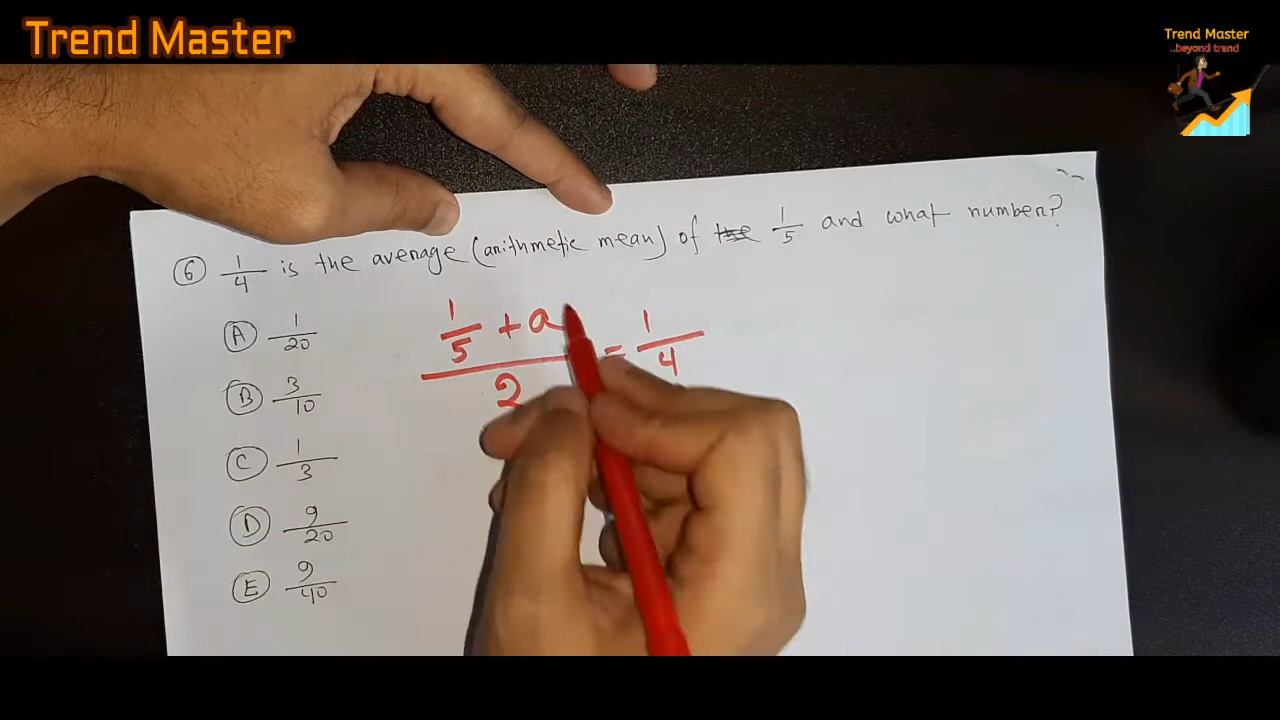 Trend Master
Trend Master
..beyond trend
6 1/4 is the average (arithmetic mean) of the 1/5 and what number?
A 1/20
B 3/10
C 1/3
D 9/20
E 9/40
(1/5 + a)/2 = 1/4